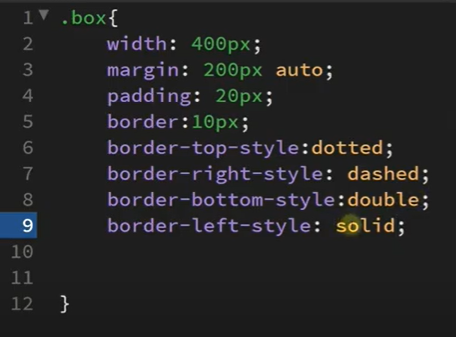 1 .box{
2 width: 400px;
3 margin: 200px auto;
4 padding: 20px;
5 border:10px;
6 border-top-style:dotted;
7 border-right-style: dashed;
8 border-bottom-style:double;
9 border-left-style: solid;
10
11
12 }